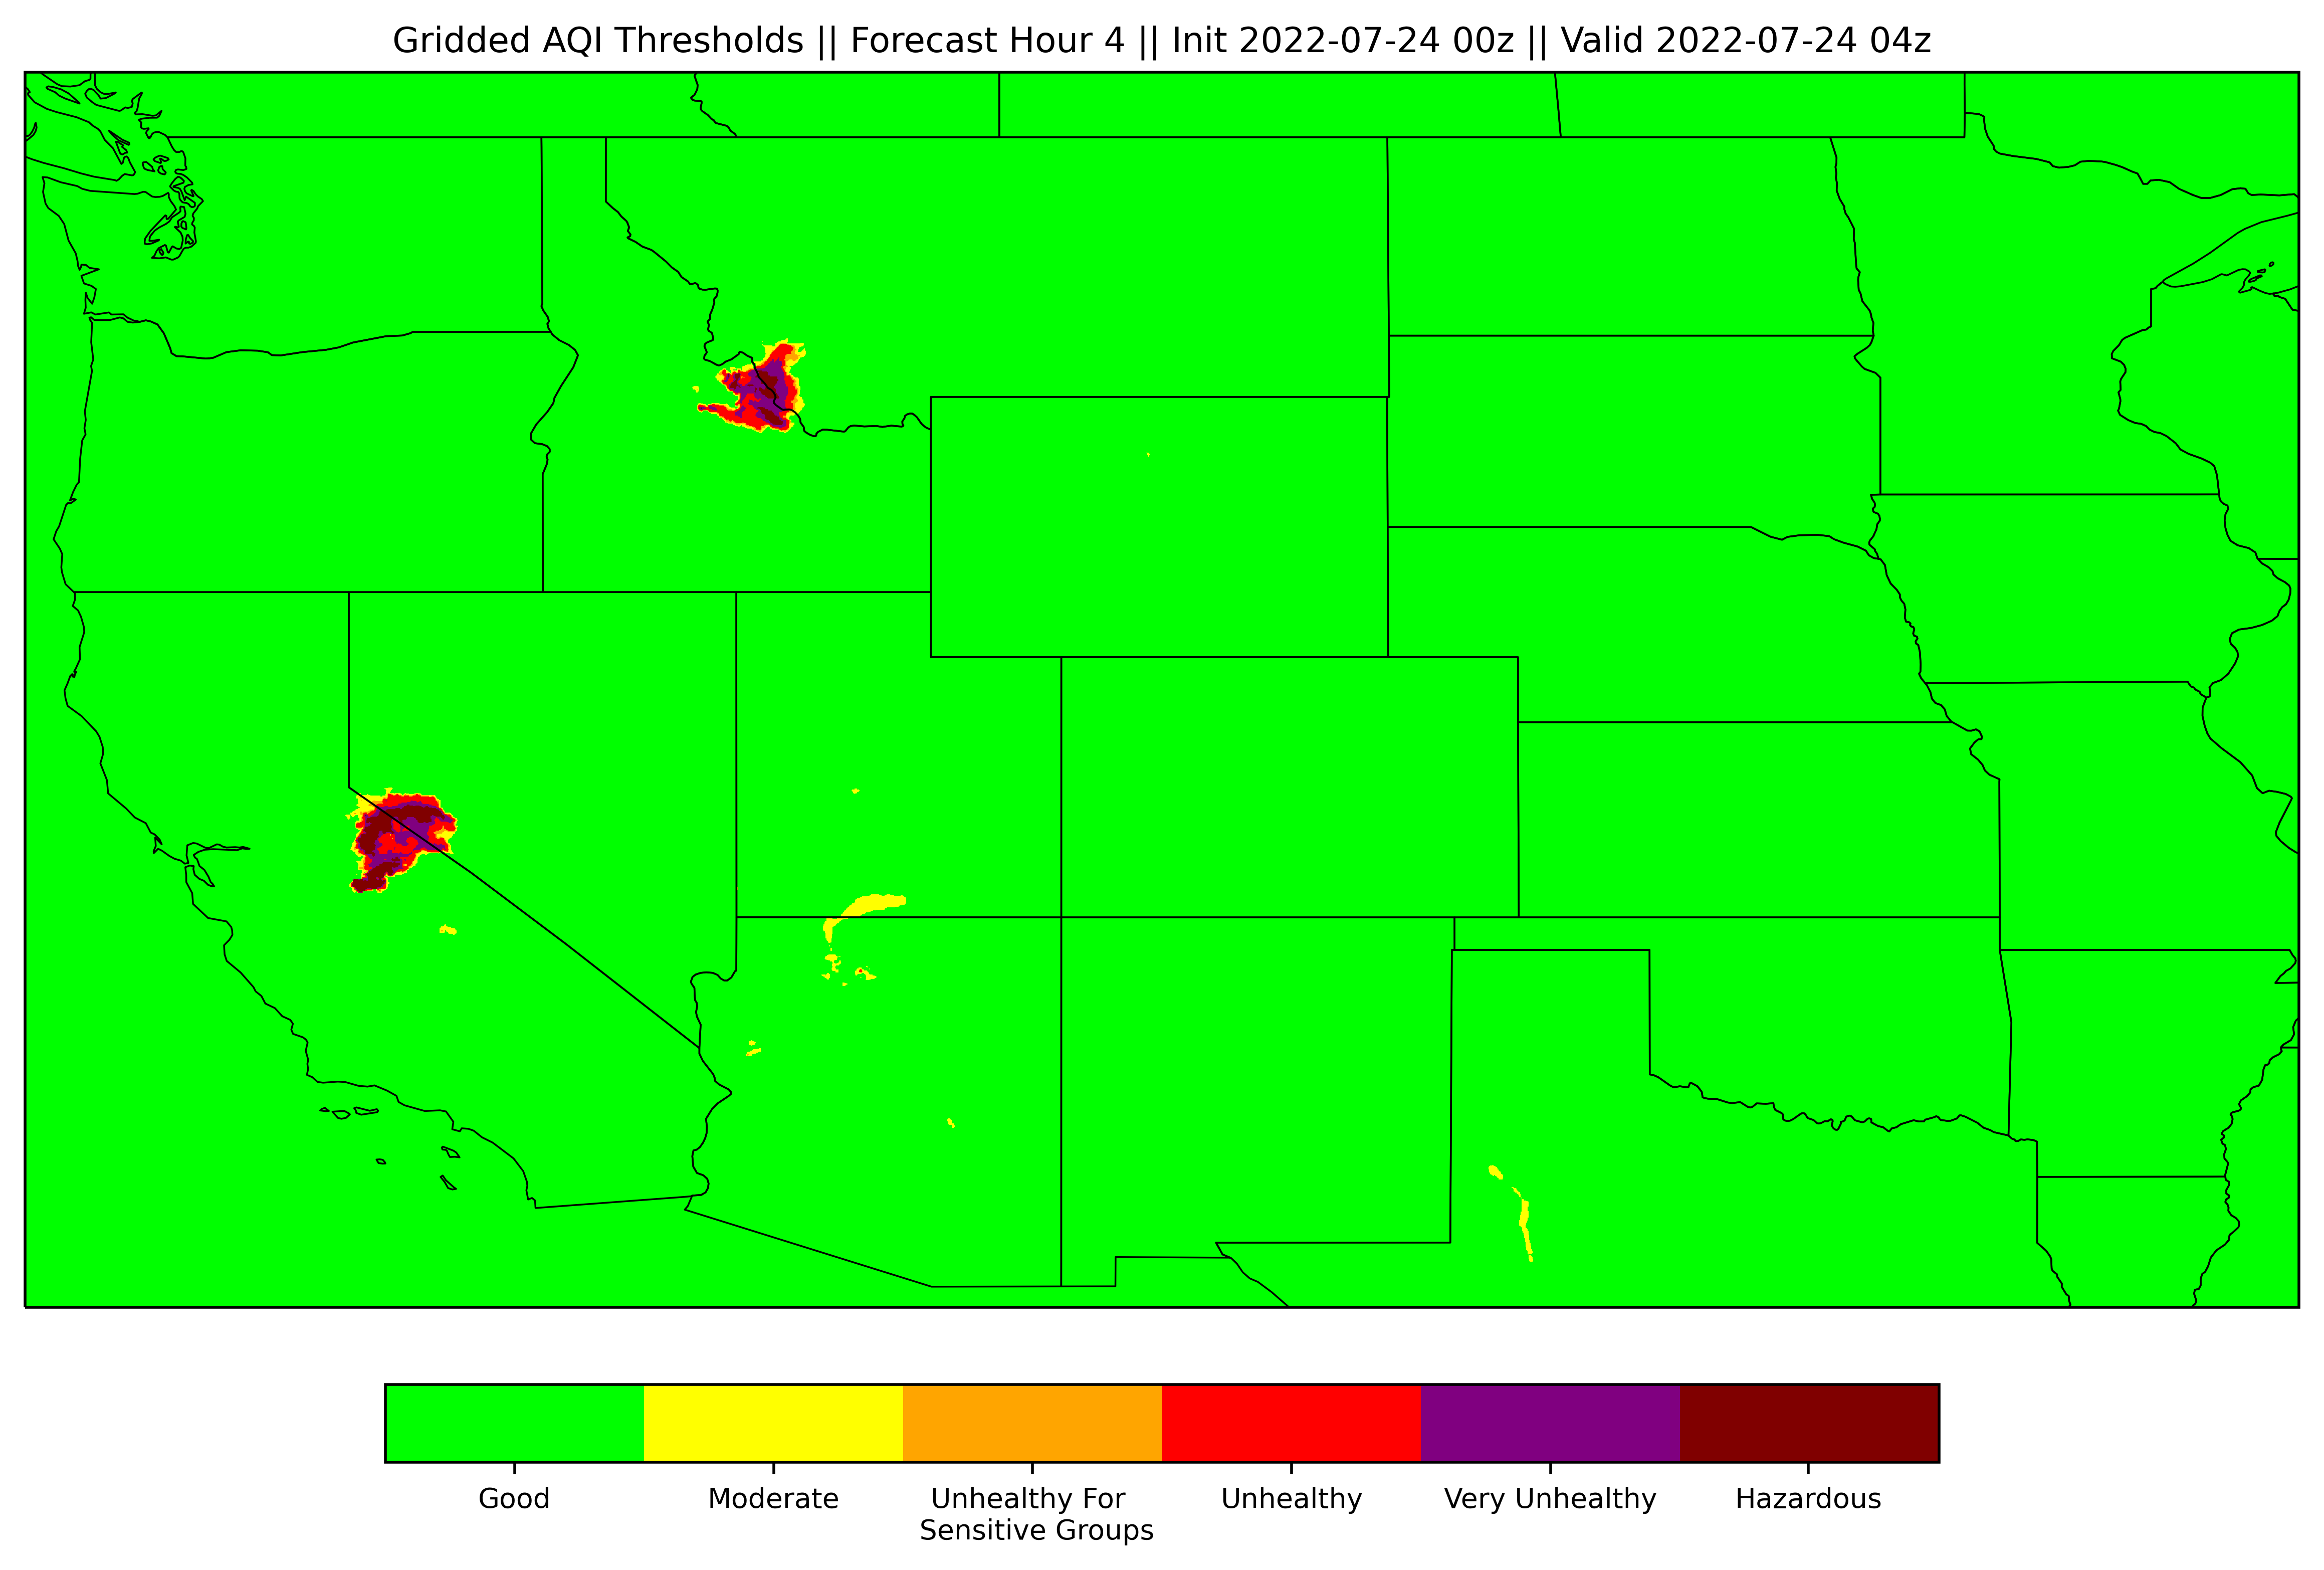 Gridded AQI Thresholds || Forecast Hour 4 || Init 2022-07-24 00z || Valid 2022-07-24 04z
Good
Moderate
Unhealthy For
Sensitive Groups
Unhealthy
Very Unhealthy
Hazardous